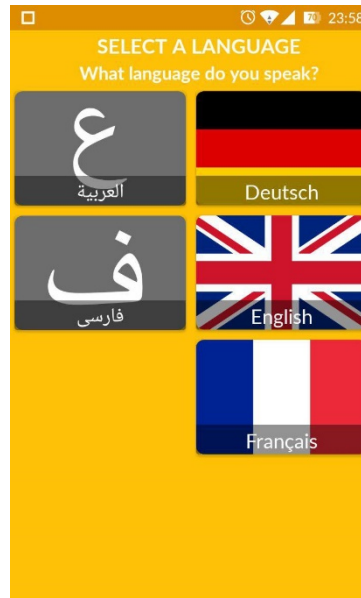 23:58
SELECT A LANGUAGE
What language do you speak?
ع
العربية
Deutsch
ف
فارسی
English
Français